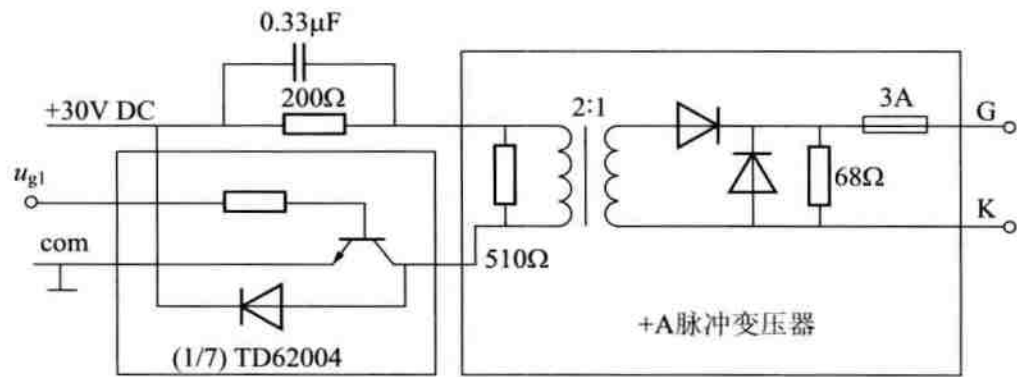 0.33μF
200Ω
+30V DC
2:1
3A
G
u_g1
68Ω
K
com
510Ω
+A脉冲变压器
(1/7) TD62004